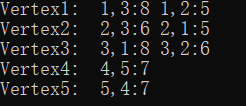 Vertex1:  1,3:8 1,2:5
Vertex2:  2,3:6 2,1:5
Vertex3:  3,1:8 3,2:6
Vertex4:  4,5:7
Vertex5:  5,4:7